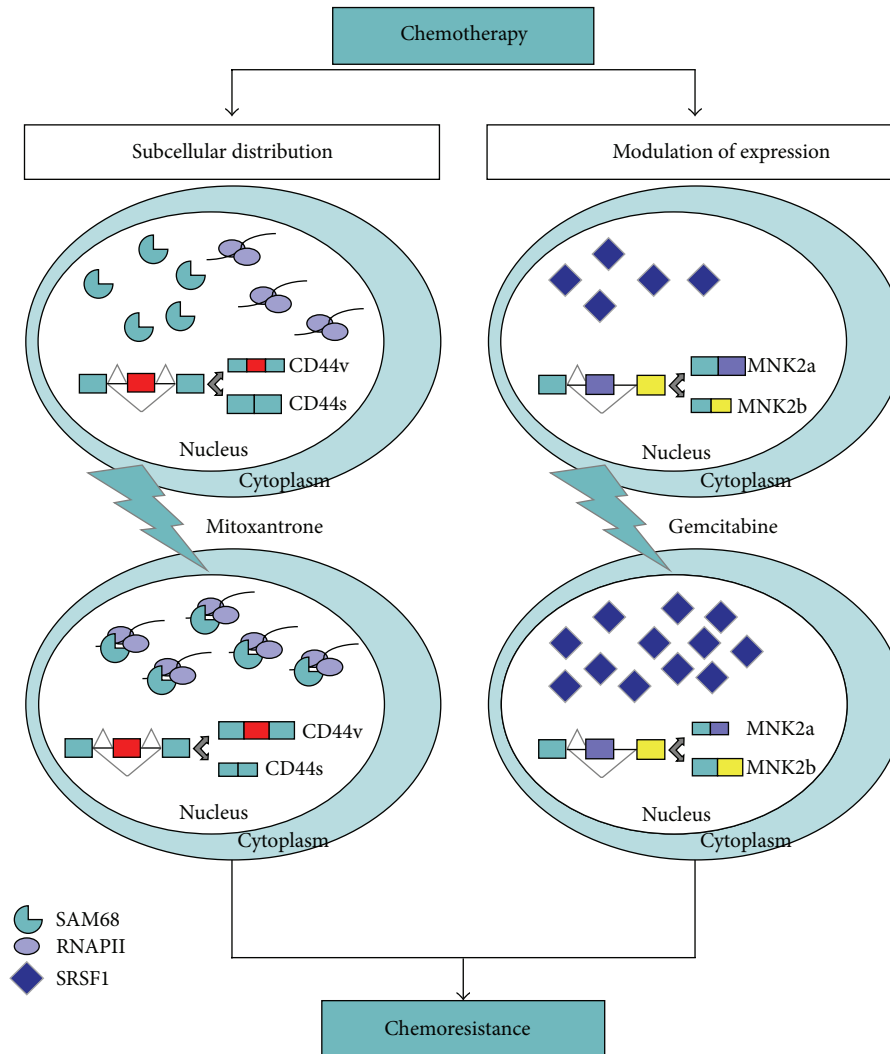 Chemotherapy
Subcellular distribution
Modulation of expression
CD44v
CD44s
Nucleus
Cytoplasm
MNK2a
MNK2b
Nucleus
Cytoplasm
Mitoxantrone
Gemcitabine
CD44v
CD44s
Nucleus
Cytoplasm
MNK2a
MNK2b
Nucleus
Cytoplasm
SAM68
RNAPII
SRSF1
Chemoresistance